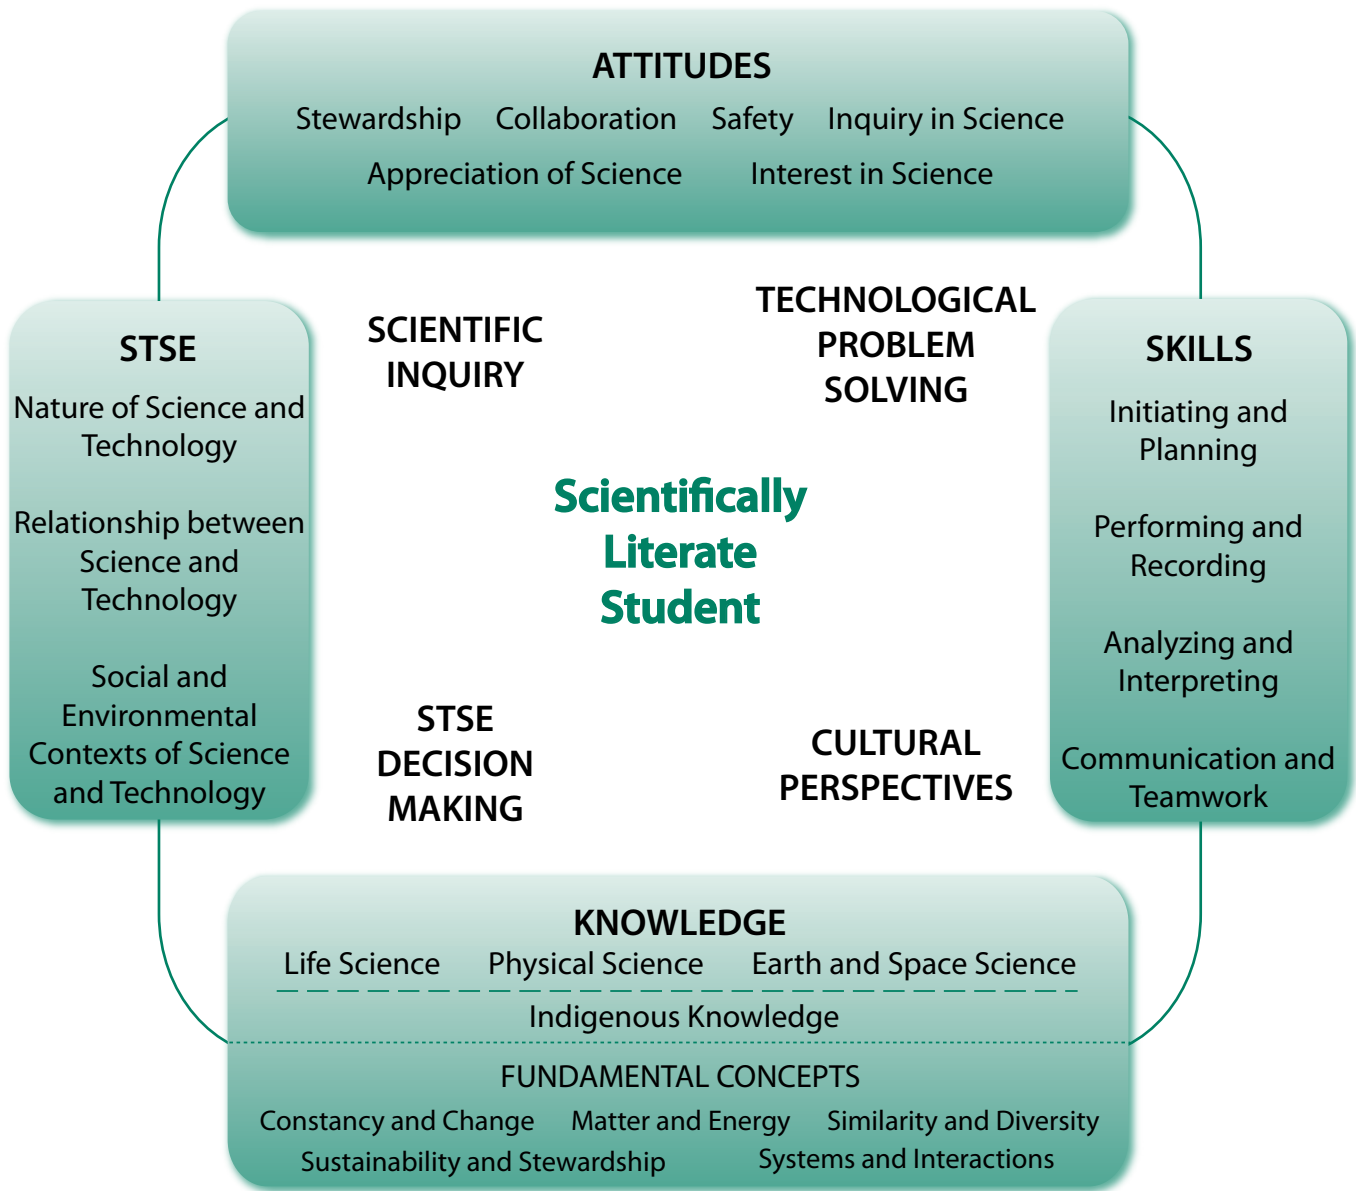 ATTITUDES
Stewardship Collaboration Safety Inquiry in Science
Appreciation of Science Interest in Science
STSE
Nature of Science and
Technology
Relationship between
Science and
Technology
Social and
Environmental
Contexts of Science
and Technology
SCIENTIFIC
INQUIRY
TECHNOLOGICAL
PROBLEM
SOLVING
Scientifically
Literate
Student
STSE
DECISION
MAKING
CULTURAL
PERSPECTIVES
SKILLS
Initiating and
Planning
Performing and
Recording
Analyzing and
Interpreting
Communication and
Teamwork
KNOWLEDGE
Life Science Physical Science Earth and Space Science
Indigenous Knowledge
FUNDAMENTAL CONCEPTS
Constancy and Change Matter and Energy Similarity and Diversity
Sustainability and Stewardship Systems and Interactions